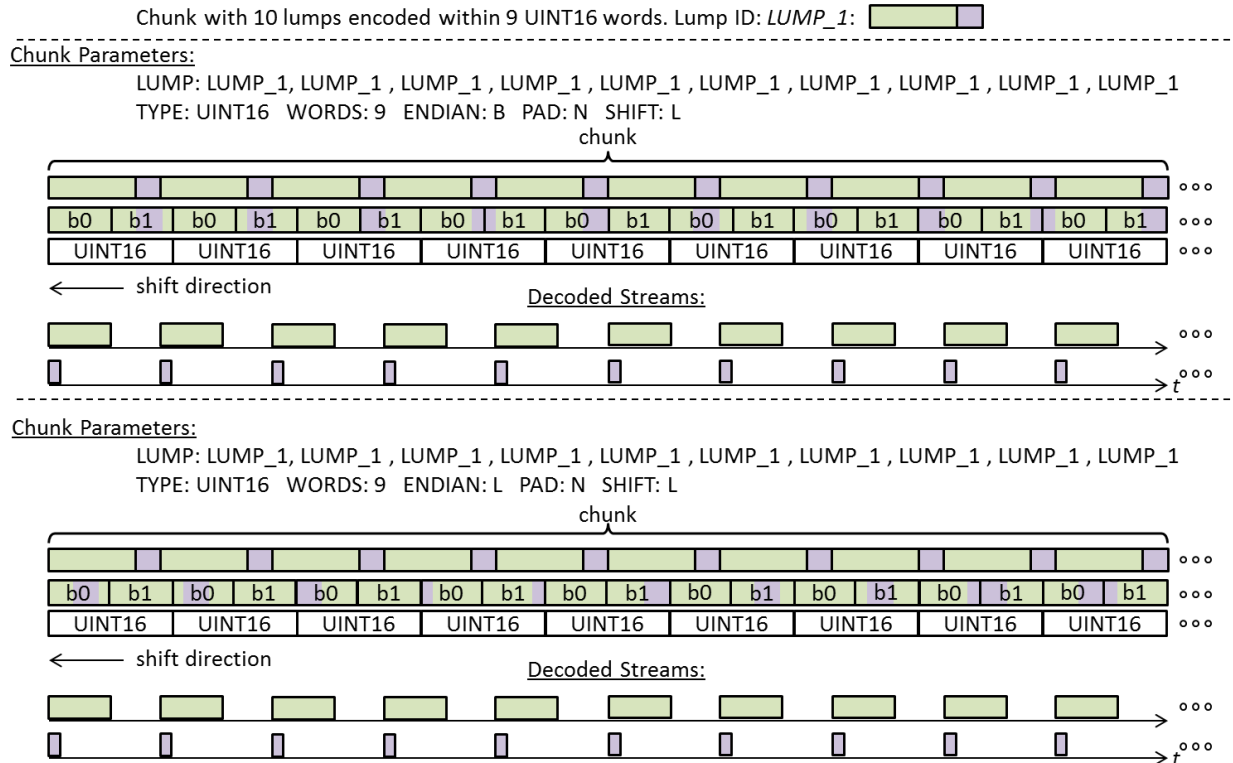 Chunk with 10 lumps encoded within 9 UINT16 words. Lump ID: LUMP_1:
Chunk Parameters:
LUMP: LUMP_1, LUMP_1 , LUMP_1 , LUMP_1 , LUMP_1 , LUMP_1 , LUMP_1 , LUMP_1 , LUMP_1 , LUMP_1
TYPE: UINT16 WORDS: 9 ENDIAN: B PAD: N SHIFT: L
chunk
b0 b1 b0 b1 b0 b1 b0 b1 b0 b1 b0 b1 b0 b1 b0 b1 b0 b1
UINT16 UINT16 UINT16 UINT16 UINT16 UINT16 UINT16 UINT16 UINT16
shift direction
Decoded Streams:
t
Chunk Parameters:
LUMP: LUMP_1, LUMP_1 , LUMP_1 , LUMP_1 , LUMP_1 , LUMP_1 , LUMP_1 , LUMP_1 , LUMP_1 , LUMP_1
TYPE: UINT16 WORDS: 9 ENDIAN: L PAD: N SHIFT: L
chunk
b0 b1 b0 b1 b0 b1 b0 b1 b0 b1 b0 b1 b0 b1 b0 b1 b0 b1
UINT16 UINT16 UINT16 UINT16 UINT16 UINT16 UINT16 UINT16 UINT16
shift direction
Decoded Streams:
t